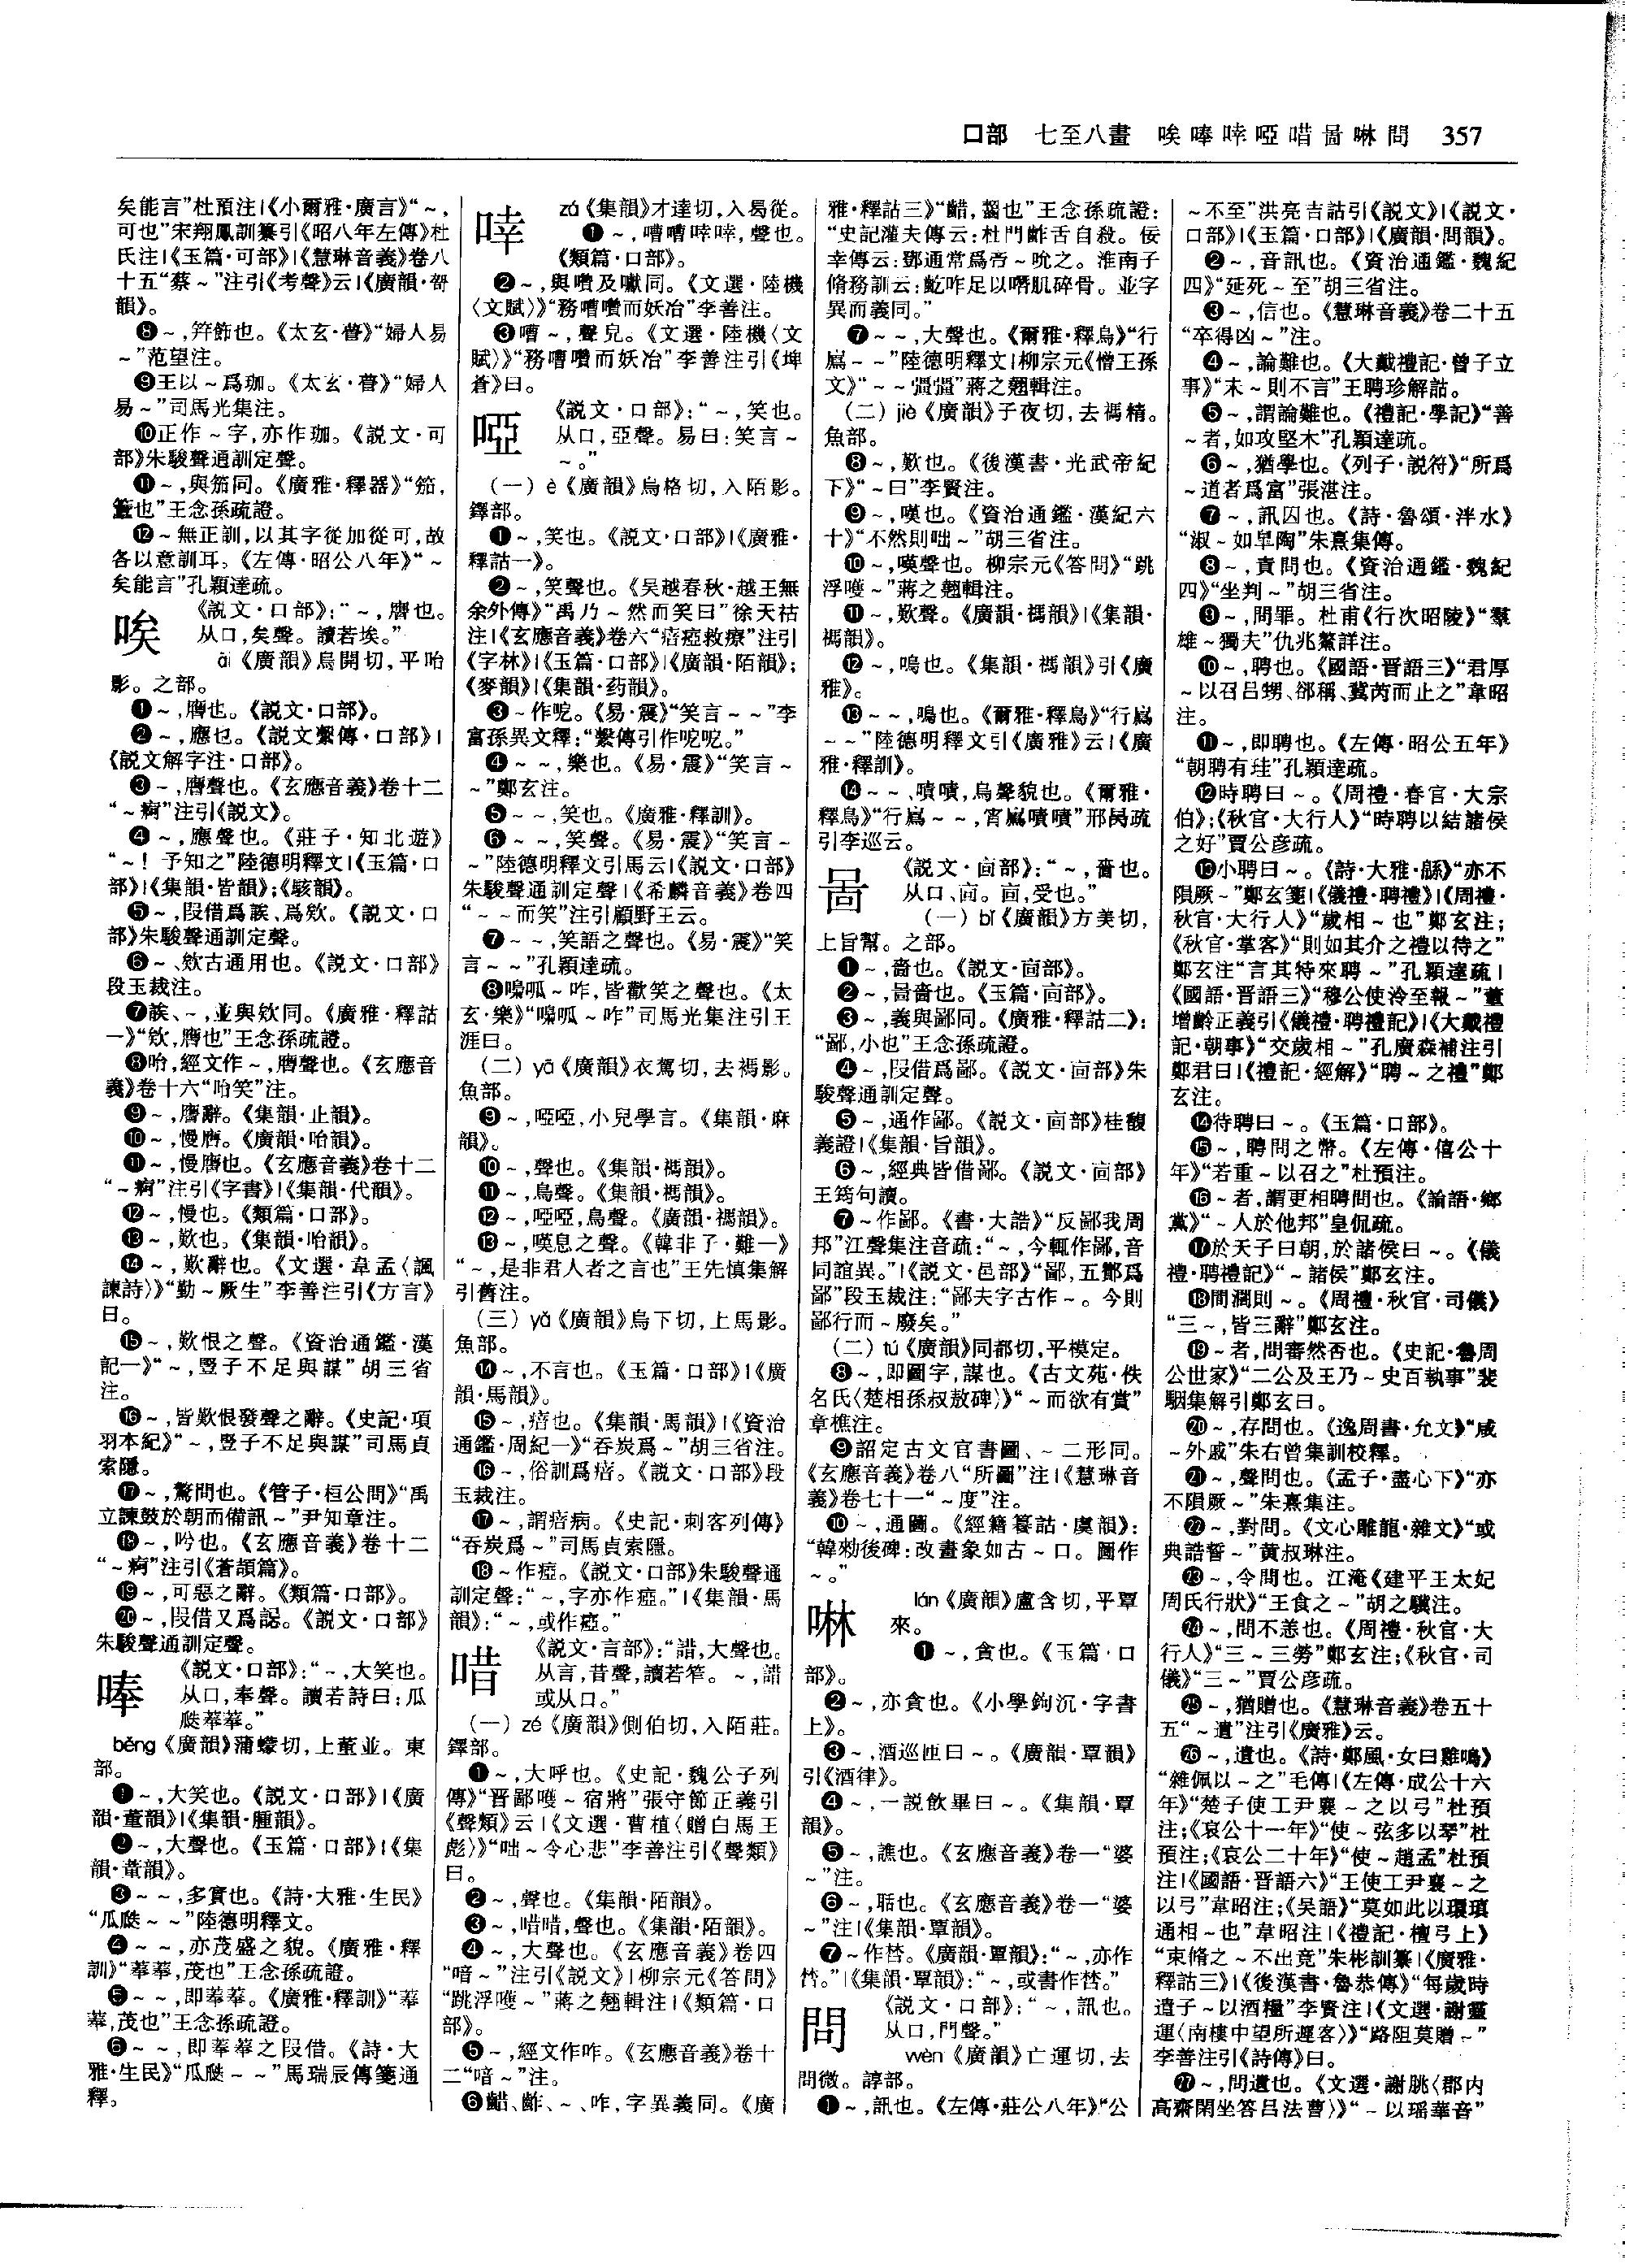 口部　七至八畫　唉唪啐啞唶啚啉問　357
矣能言”杜預注|《小爾雅·廣言》“～,
可也”宋翔鳳訓纂引《昭八年左傳》杜
氏注|《玉篇·可部》|《慧琳音義》卷八
十五“蔡～”注引《考聲》云|《廣韻·哿
韻》。
❽～,笄飾也。《太玄·瞢》“婦人易
～”范望注。
❾王以～爲珈。《太玄·瞢》“婦人
易～”司馬光集注。
❿正作～字,亦作珈。《説文·可
部》朱駿聲通訓定聲。
⓫～,與笳同。《廣雅·釋器》“笳,
也”王念孫疏證。
⓬～無正訓,以其字從加從可,故
各以意訓耳。《左傳·昭公八年》“～
矣能言”孔穎達疏。
唉
《説文·口部》:“～,譍也。
从口,矣聲。讀若埃。”
āi《廣韻》烏開切,平咍
影。之部。
❶～,譍也。《説文·口部》。
❷～,應也。《説文繫傳·口部》|
《説文解字注·口部》。
❸～,譍聲也。《玄應音義》卷十二
“～痾”注引《説文》。
❹～,應聲也。《莊子·知北遊》
“～！予知之”陸德明釋文|《玉篇·口
部》|《集韻·皆韻》;《駭韻》。
❺～,叚借爲誒、爲欸。《説文·口
部》朱駿聲通訓定聲。
❻～、欸古通用也。《説文·口部》
段玉裁注。
❼誒、～,並與欸同。《廣雅·釋詁
一》“欸,譍也”王念孫疏證。
❽咍,經文作～,譍聲也。《玄應音
義》卷十六“咍笑”注。
❾～,譍辭。《集韻·止韻》。
❿～,慢譍。《廣韻·咍韻》。
⓫～,慢譍也。《玄應音義》卷十二
“～痾”注引《字書》|《集韻·代韻》。
⓬～,慢也。《類篇·口部》。
⓭～,歎也。《集韻·咍韻》。
⓮～,歎辭也。《文選·韋孟〈諷
諫詩〉》“勤～厥生”李善注引《方言》
曰。
⓯～,歎恨之聲。《資治通鑑·漢
記一》“～,豎子不足與謀”胡三省
注。
⓰～,皆歎恨發聲之辭。《史記·項
羽本紀》“～,豎子不足與謀”司馬貞
索隱。
⓱～,驚問也。《管子·桓公問》“禹
立諫鼓於朝而備訊～”尹知章注。
⓲～,吟也。《玄應音義》卷十二
“～痾”注引《蒼頡篇》。
⓳～,可惡之辭。《類篇·口部》。
⓴～,叚借又爲誋。《説文·口部》
朱駿聲通訓定聲。
唪
《説文·口部》:“～,大笑也。
从口,奉聲。讀若詩曰:瓜
瓞菶菶。”
běng《廣韻》蒲蠓切,上董並。東
部。
❶～,大笑也。《説文·口部》|《廣
韻·董韻》|《集韻·腫韻》。
❷～,大聲也。《玉篇·口部》|《集
韻·董韻》。
❸～～,多實也。《詩·大雅·生民》
“瓜瓞～～”陸德明釋文。
❹～～,亦茂盛之貌。《廣雅·釋
訓》“菶菶,茂也”王念孫疏證。
❺～～,即菶菶。《廣雅·釋訓》“菶
菶,茂也”王念孫疏證。
❻～～,即菶菶之叚借。《詩·大
雅·生民》“瓜瓞～～”馬瑞辰傳箋通
釋。
啐
zá《集韻》才達切,入曷從。
❶～,嘈嘈啐啐,聲也。
《類篇·口部》。
❷～,與囋及囐同。《文選·陸機
〈文賦〉》“務嘈囋而妖冶”李善注。
❸嘈～,聲皃。《文選·陸機〈文
賦〉》“務嘈囋而妖冶”李善注引《埤
蒼》曰。
啞
《説文·口部》:“～,笑也。
从口,亞聲。易曰:笑言～
～。”
(一)è《廣韻》烏格切,入陌影。
鐸部。
❶～,笑也。《説文·口部》|《廣雅·
釋詁一》。
❷～,笑聲也。《吴越春秋·越王無
余外傳》“禹乃～然而笑曰”徐天祜
注|《玄應音義》卷六“瘖瘂救療”注引
《字林》|《玉篇·口部》|《廣韻·陌韻》;
《麥韻》|《集韻·药韻》。
❸～作呝。《易·震》“笑言～～”李
富孫異文釋:“繫傳引作呝呝。”
❹～～,樂也。《易·震》“笑言～
～”鄭玄注。
❺～～,笑也。《廣雅·釋訓》。
❻～～,笑聲。《易·震》“笑言～
～”陸德明釋文引馬云|《説文·口部》
朱駿聲通訓定聲|《希麟音義》卷四
“～～而笑”注引顧野王云。
❼～～,笑語之聲也。《易·震》“笑
言～～”孔穎達疏。
❽嗃呱～咋,皆歡笑之聲也。《太
玄·樂》“嗃呱～咋”司馬光集注引王
涯曰。
(二)yā《廣韻》衣駕切,去禡影。
魚部。
❾～,啞啞,小兒學言。《集韻·麻
韻》。
❿～,聲也。《集韻·禡韻》。
⓫～,鳥聲。《集韻·禡韻》。
⓬～,啞啞,鳥聲。《廣韻·禡韻》。
⓭～,嘆息之聲。《韓非子·難一》
“～,是非君人者之言也”王先慎集解
引舊注。
(三)yǎ《廣韻》烏下切,上馬影。
魚部。
⓮～,不言也。《玉篇·口部》|《廣
韻·馬韻》。
⓯～,瘖也。《集韻·馬韻》|《資治
通鑑·周紀一》“吞炭爲～”胡三省注。
⓰～,俗訓爲瘖。《説文·口部》段
玉裁注。
⓱～,謂瘖病。《史記·刺客列傳》
“吞炭爲～”司馬貞索隱。
⓲～作瘂。《説文·口部》朱駿聲通
訓定聲:“～,字亦作瘂。”|《集韻·馬
韻》:“～,或作瘂。”
唶
《説文·言部》:“諎,大聲也。
从言,昔聲,讀若笮。～,諎
或从口。”
(一)zé《廣韻》側伯切,入陌莊。
鐸部。
❶～,大呼也。《史記·魏公子列
傳》“晋鄙嚄～宿將”張守節正義引
《聲類》云|《文選·曹植〈贈白馬王
彪〉》“咄～令心悲”李善注引《聲類》
曰。
❷～,聲也。《集韻·陌韻》。
❸～,唶唶,聲也。《集韻·陌韻》。
❹～,大聲也。《玄應音義》卷四
“喑～”注引《説文》|柳宗元《答問》
“跳浮嚄～”蔣之翹輯注|《類篇·口
部》。
❺～,經文作咋。《玄應音義》卷十
二“喑～”注。
❻齰、齚、～、咋,字異義同。《廣
雅·釋詁三》“齰,齧也”王念孫疏證:
“史記灌夫傳云:杜門齚舌自殺。佞
幸傳云:鄧通常爲帝～吮之。淮南子
脩務訓云:齕咋足以㗍肌碎骨。並字
異而義同。”
❼～～,大聲也。《爾雅·釋鳥》“行
鳸～～”陸德明釋文|柳宗元《憎王孫
文》“～～彊彊”蔣之翹輯注。
(二)jiè《廣韻》子夜切,去禡精。
魚部。
❽～,歎也。《後漢書·光武帝紀
下》“～曰”李賢注。
❾～,嘆也。《資治通鑑·漢紀六
十》“不然則咄～”胡三省注。
❿～,嘆聲也。柳宗元《答問》“跳
浮嚄～”蔣之翹輯注。
⓫～,歎聲。《廣韻·禡韻》|《集韻·
禡韻》。
⓬～,鳴也。《集韻·禡韻》引《廣
雅》。
⓭～～,鳴也。《爾雅·釋鳥》“行鳸
～～”陸德明釋文引《廣雅》云|《廣
雅·釋訓》。
⓮～～、嘖嘖,鳥聲貌也。《爾雅·
釋鳥》“行鳸～～,宵鳸嘖嘖”邢昺疏
引李巡云。
啚
《説文·㐭部》:“～,嗇也。
从口、㐭。㐭,受也。”
(一)bǐ《廣韻》方美切,
上旨幫。之部。
❶～,嗇也。《説文·㐭部》。
❷～,啚嗇也。《玉篇·㐭部》。
❸～,義與鄙同。《廣雅·釋詁二》:
“鄙,小也”王念孫疏證。
❹～,叚借爲鄙。《説文·㐭部》朱
駿聲通訓定聲。
❺～,通作鄙。《説文·㐭部》桂馥
義證|《集韻·旨韻》。
❻～,經典皆借鄙。《説文·㐭部》
王筠句讀。
❼～作鄙。《書·大誥》“反鄙我周
邦”江聲集注音疏:“～,今輒作鄙,音
同誼異。”|《説文·邑部》“鄙,五酇爲
鄙”段玉裁注:“鄙夫字古作～。今則
鄙行而～廢矣。”
(二)tú《廣韻》同都切,平模定。
❽～,即圖字,謀也。《古文苑·佚
名氏〈楚相孫叔敖碑〉》“～而欲有賞”
章樵注。
❾詔定古文官書圖、～二形同。
《玄應音義》卷八“所圖”注|《慧琳音
義》卷七十一“～度”注。
❿～,通圖。《經籍籑詁·虞韻》:
“韓勑後碑:改畫象如古～口。圖作
～。”
啉
lán《廣韻》盧含切,平覃
來。
❶～,貪也。《玉篇·口
部》。
❷～,亦貪也。《小學鉤沉·字書
上》。
❸～,酒巡匝曰～。《廣韻·覃韻》
引《酒律》。
❹～,一説飲畢曰～。《集韻·覃
韻》。
❺～,譙也。《玄應音義》卷一“婆
～”注。
❻～,聒也。《玄應音義》卷一“婆
～”注|《集韻·覃韻》。
❼～作䓄。《廣韻·覃韻》:“～,亦作
。”|《集韻·覃韻》:“～,或書作。”
問
《説文·口部》:“～,訊也。
从口,門聲。”
wèn《廣韻》亡運切,去
問微。諄部。
❶～,訊也。《左傳·莊公八年》“公
～不至”洪亮吉詁引《説文》|《説文·
口部》|《玉篇·口部》|《廣韻·問韻》。
❷～,音訊也。《資治通鑑·魏紀
四》“延死～至”胡三省注。
❸～,信也。《慧琳音義》卷二十五
“卒得凶～”注。
❹～,論難也。《大戴禮記·曾子立
事》“未～則不言”王聘珍解詁。
❺～,謂論難也。《禮記·學記》“善
～者,如攻堅木”孔穎達疏。
❻～,猶學也。《列子·説符》“所爲
～道者爲富”張湛注。
❼～,訊囚也。《詩·魯頌·泮水》
“淑～如皋陶”朱熹集傳。
❽～,責問也。《資治通鑑·魏紀
四》“坐判～”胡三省注。
❾～,問罪。杜甫《行次昭陵》“羣
雄～獨夫”仇兆鰲詳注。
❿～,聘也。《國語·晋語三》“君厚
～以召吕甥、郤稱、冀芮而止之”韋昭
注。
⓫～,即聘也。《左傳·昭公五年》
“朝聘有珪”孔穎達疏。
⓬時聘曰～。《周禮·春官·大宗
伯》;《秋官·大行人》“時聘以結諸侯
之好”賈公彦疏。
⓭小聘曰～。《詩·大雅·緜》“亦不
隕厥～”鄭玄箋|《儀禮·聘禮》|《周禮·
秋官·大行人》“歲相～也”鄭玄注;
《秋官·掌客》“則如其介之禮以待之”
鄭玄注“言其特來聘～”孔穎達疏|
《國語·晋語三》“穆公使泠至報～”董
增齡正義引《儀禮·聘禮記》|《大戴禮
記·朝事》“交歲相～”孔廣森補注引
鄭君曰|《禮記·經解》“聘～之禮”鄭
玄注。
⓮待聘曰～。《玉篇·口部》。
⓯～,聘問之幣。《左傳·僖公十
年》“若重～以召之”杜預注。
⓰～者,謂更相聘問也。《論語·鄉
黨》“～人於他邦”皇侃疏。
⓱於天子曰朝,於諸侯曰～。《儀
禮·聘禮記》“～諸侯”鄭玄注。
⓲間濶則～。《周禮·秋官·司儀》
“三～,皆三辭”鄭玄注。
⓳～者,問審然否也。《史記·魯周
公世家》“二公及王乃～史百執事”裴
駰集解引鄭玄曰。
⓴～,存問也。《逸周書·允文》“咸
～外戚”朱右曾集訓校釋。
㉑～,聲問也。《孟子·盡心下》“亦
不隕厥～”朱熹集注。
㉒～,對問。《文心雕龍·雜文》“或
典誥誓～”黄叔琳注。
㉓～,令問也。江淹《建平王太妃
周氏行狀》“王食之～”胡之驥注。
㉔～,問不恙也。《周禮·秋官·大
行人》“三～三勞”鄭玄注;《秋官·司
儀》“三～”賈公彦疏。
㉕～,猶贈也。《慧琳音義》卷五十
五“～遺”注引《廣雅》云。
㉖～,遺也。《詩·鄭風·女曰雞鳴》
“雜佩以～之”毛傳|《左傳·成公十六
年》“楚子使工尹襄～之以弓”杜預
注;《哀公十一年》“使～弦多以琴”杜
預注;《哀公二十年》“使～趙孟”杜預
注|《國語·晋語六》“王使工尹襄～之
以弓”韋昭注;《吴語》“莫如此以環瑱
通相～也”韋昭注|《禮記·檀弓上》
“束脩之～不出竟”朱彬訓纂|《廣雅·
釋詁三》|《後漢書·魯恭傳》“每歲時
遺子～以酒糧”李賢注|《文選·謝靈
運〈南樓中望所遲客〉》“路阻莫贈～”
李善注引《詩傳》曰。
㉗～,問遺也。《文選·謝朓〈郡内
高齋閑坐答吕法曹〉》“～以瑶華音”